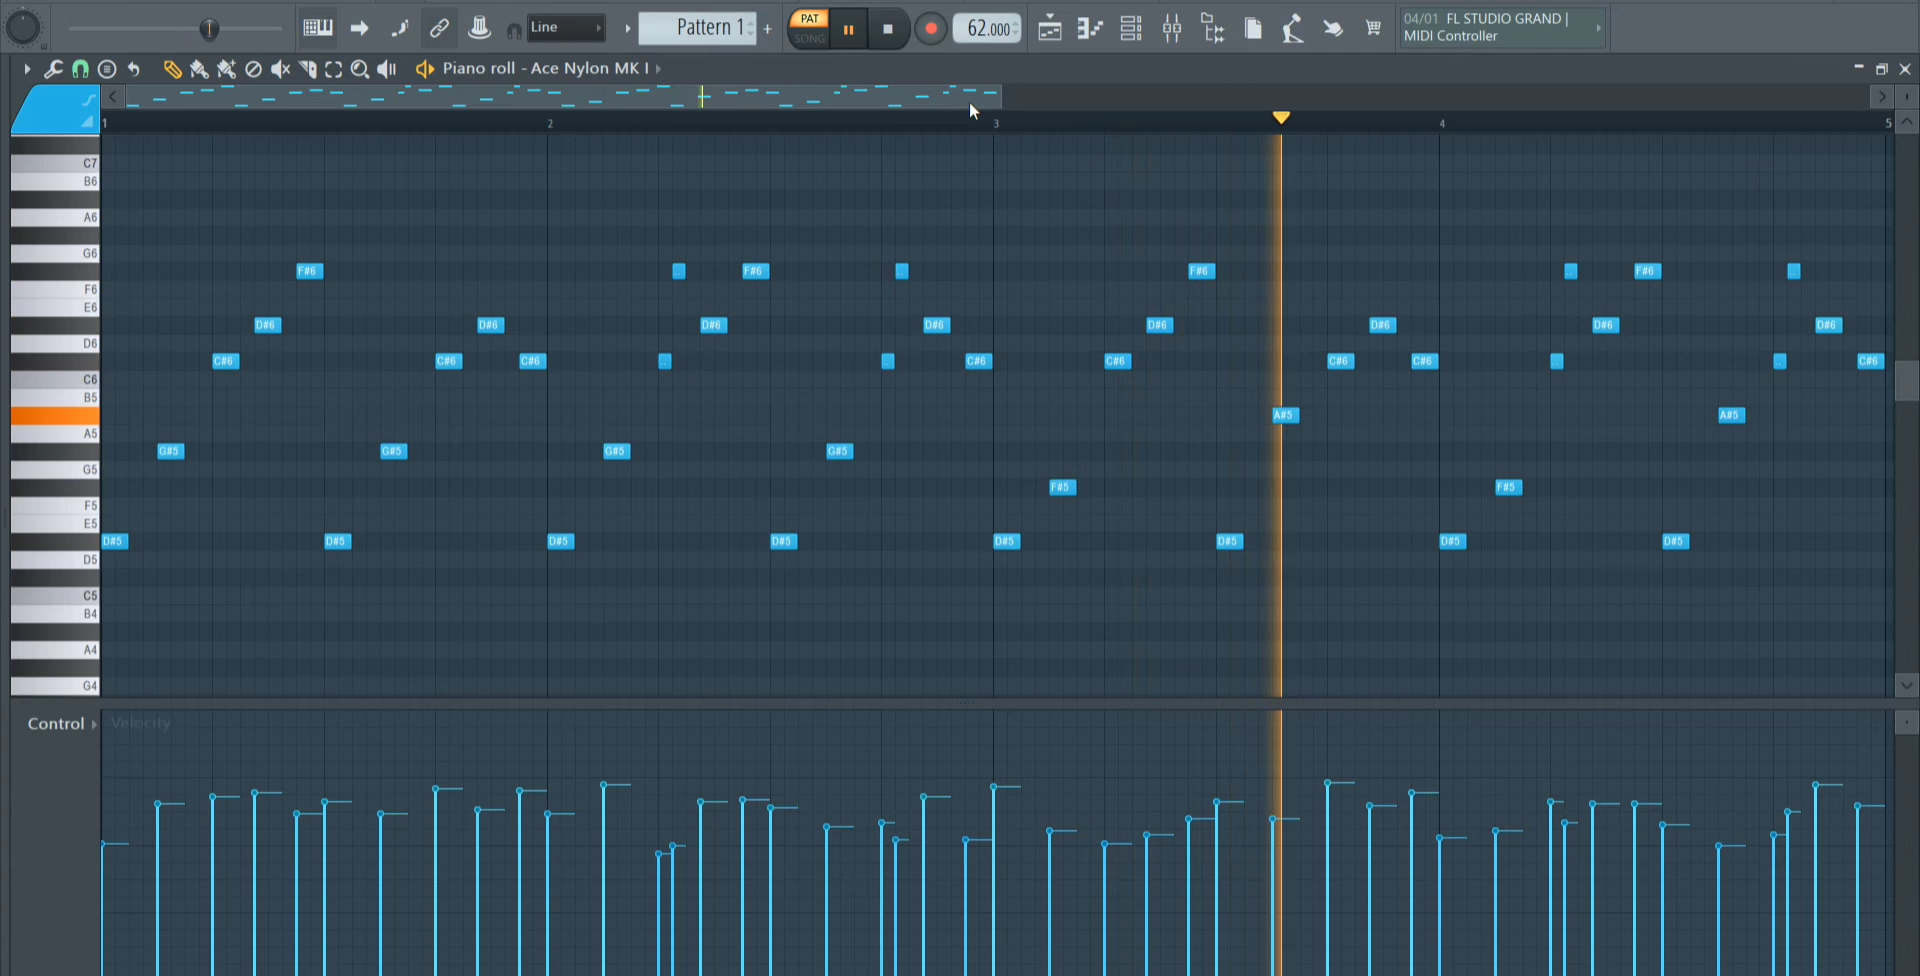 Line
Pattern 1
+
PAT
SONG
62.000
04/01 FL STUDIO GRAND |
MIDI Controller
Piano roll - Ace Nylon MK I
1 2 3 4 5
C7
B6
A6
G6
F#6 .. F#6 .. F#6 .. F#6 ..
F6
E6
D#6 D#6 D#6 D#6 D#6 D#6 D#6 D#6
D6
C#6 C#6 C#6 .. .. C#6 C#6 C#6 C#6 .. .. C#6
C6
B5
A#5 A#5
A5
G#5 G#5 G#5 G#5
G5
F#5 F#5
F5
E5
D#5 D#5 D#5 D#5 D#5 D#5 D#5 D#5
D5
C5
B4
A4
G4
Control Velocity